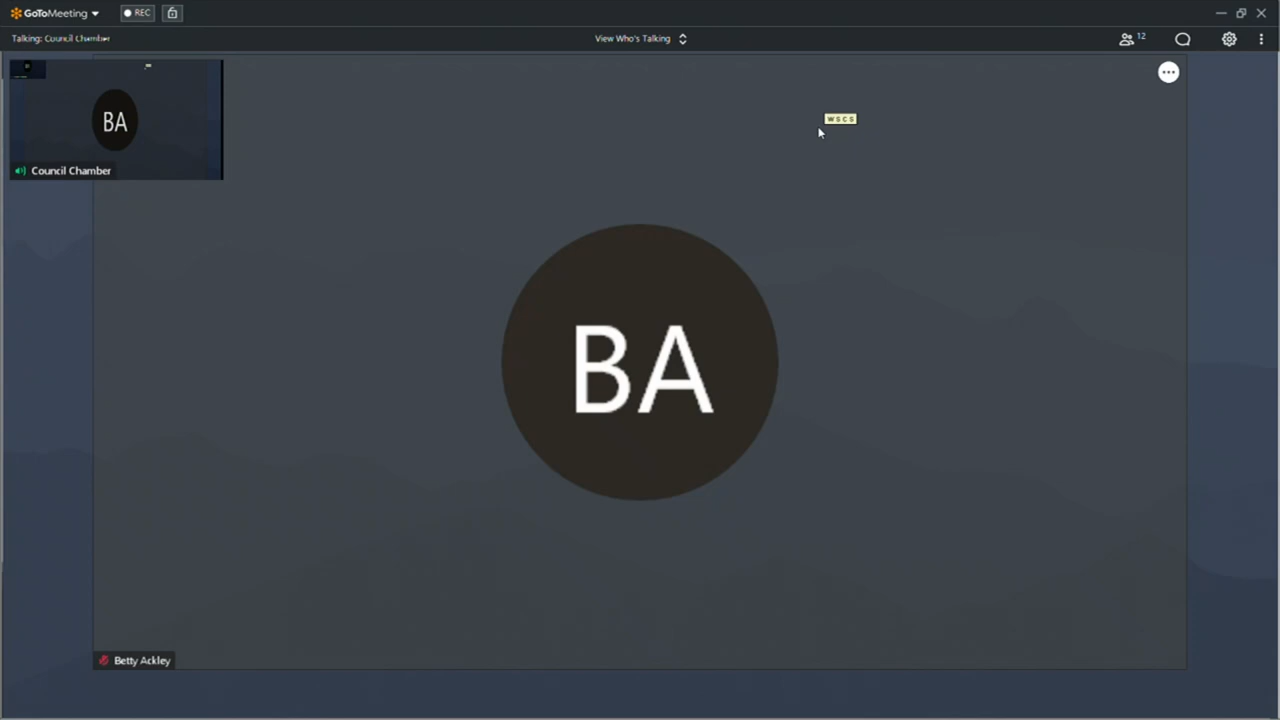 GoToMeeting
REC
Talking: Council Chamber
View Who's Talking
12
BA
Council Chamber
WSCS
BA
Betty Ackley